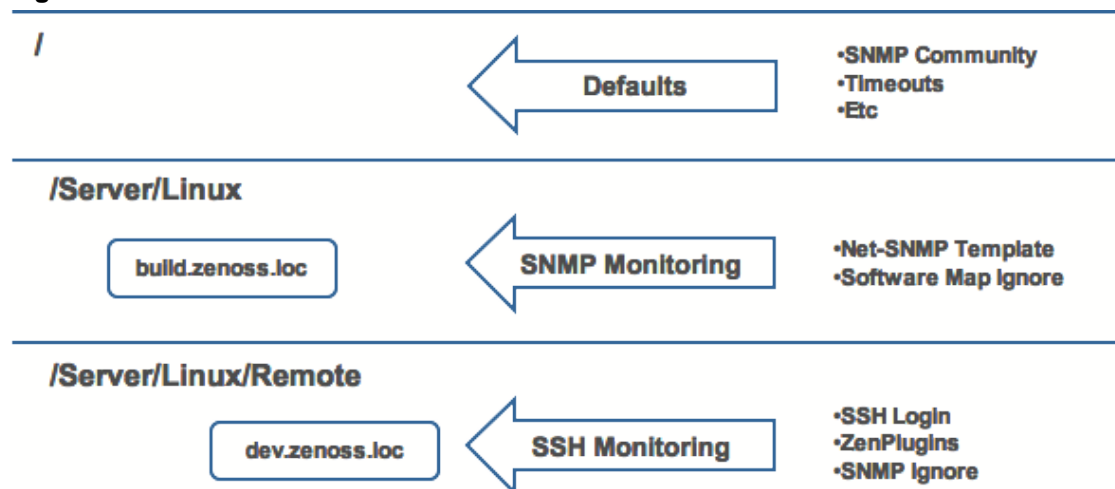 /
Defaults
•SNMP Community
•Timeouts
•Etc
/Server/Linux
build.zenoss.loc
SNMP Monitoring
•Net-SNMP Template
•Software Map Ignore
/Server/Linux/Remote
dev.zenoss.loc
SSH Monitoring
•SSH Login
•ZenPlugins
•SNMP Ignore